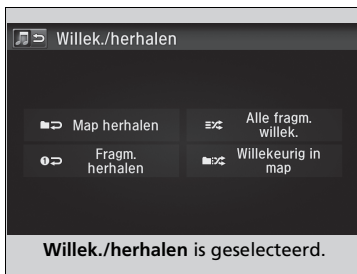 Willek./herhalen
Map herhalen
Alle fragm.
willek.
Fragm.
herhalen
Willekeurig in
map
Willek./herhalen is geselecteerd.